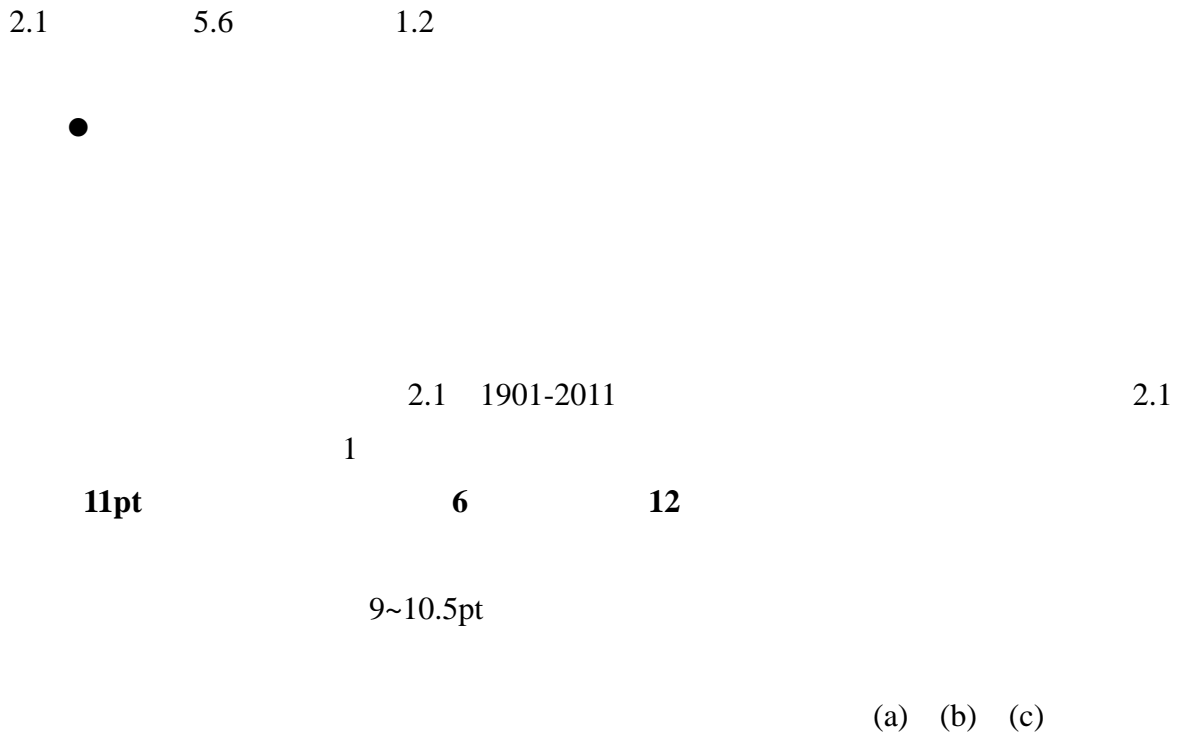 2.1 5.6 1.2
●
2.1 1901-2011 2.1
1
11pt 6 12
9~10.5pt
(a) (b) (c)